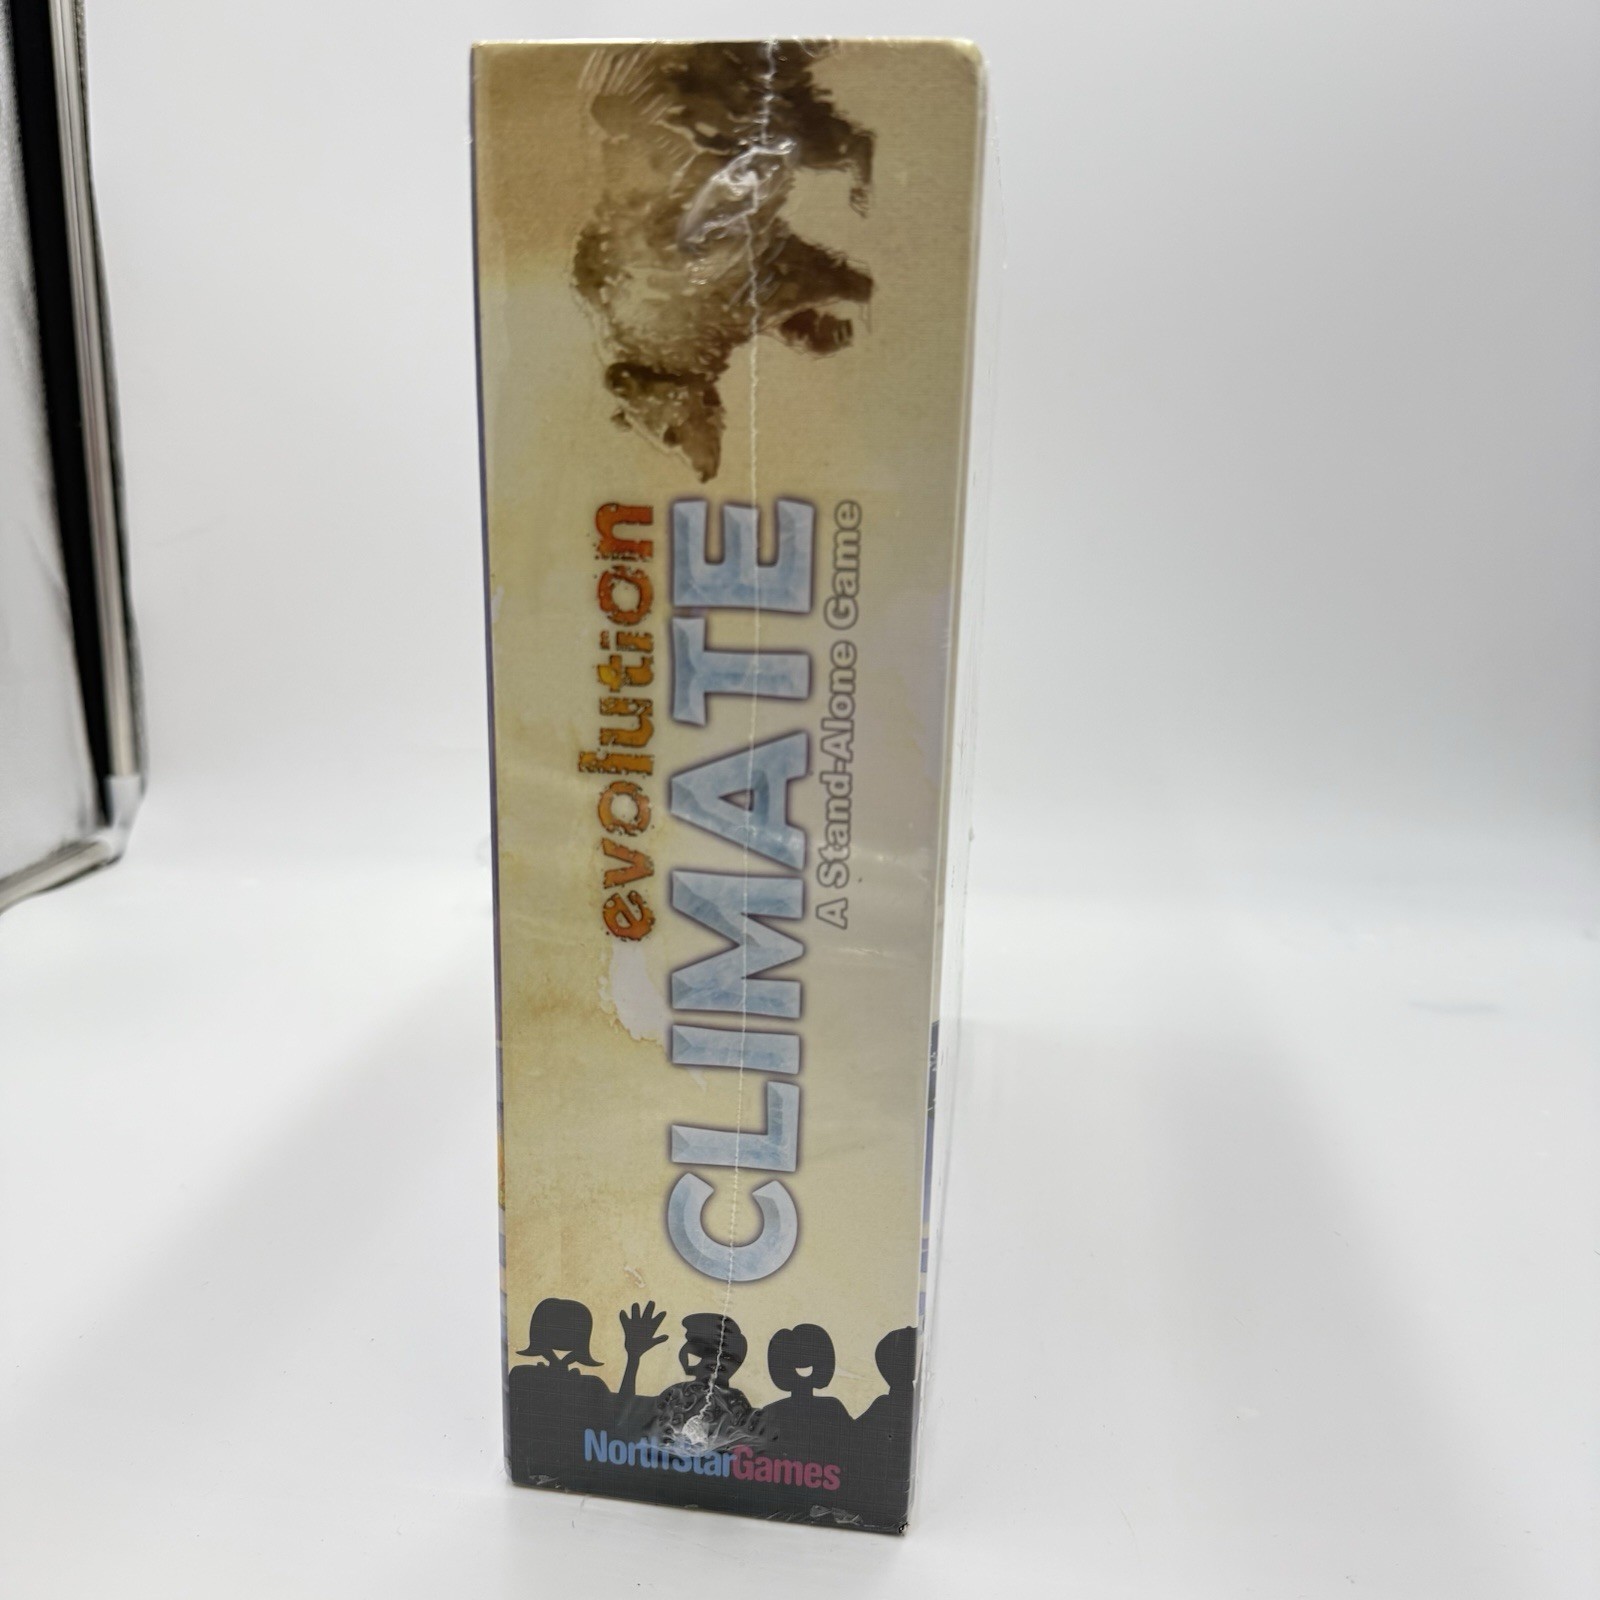 evolution
CLIMATE
A Stand-Alone Game
NorthStarGames